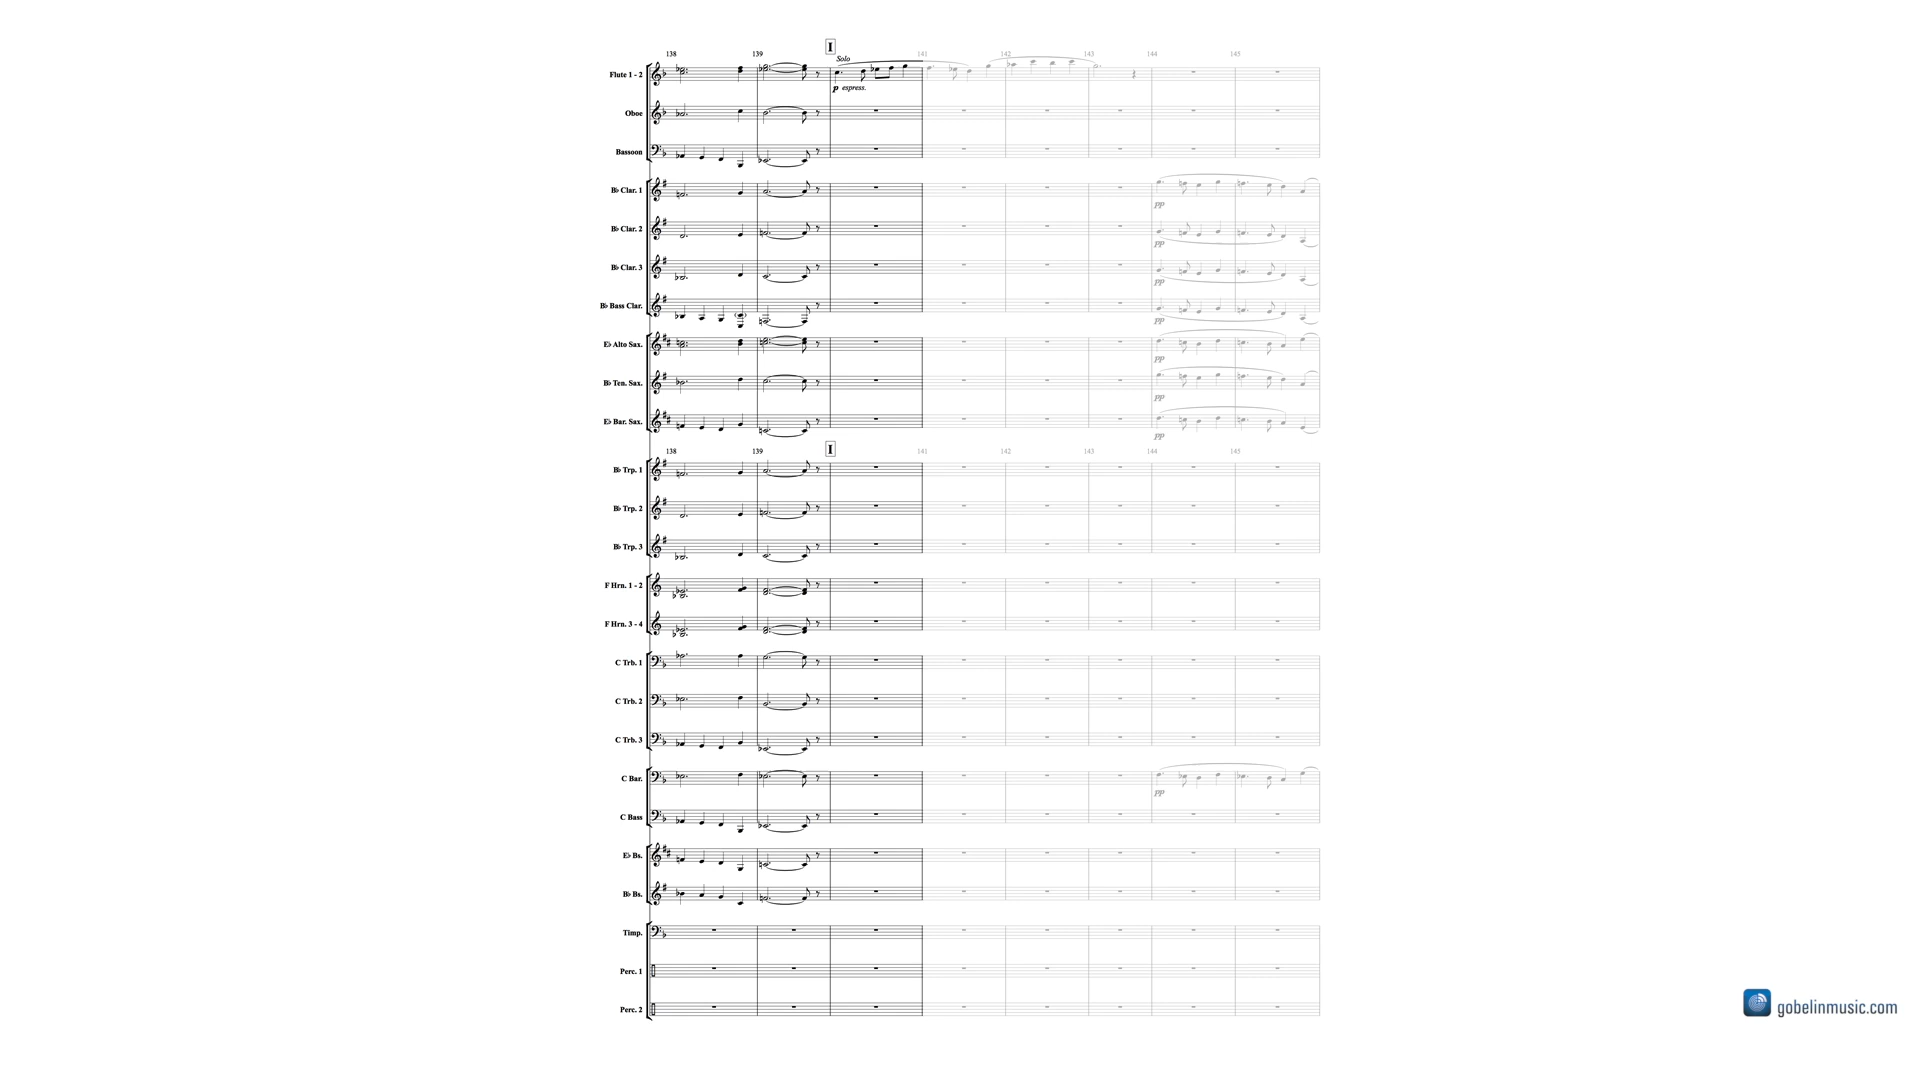 I
138 139 141 142 143 144 145
Solo
Flute 1 - 2
p espress.
Oboe
Bassoon
B♭ Clar. 1
pp
B♭ Clar. 2
pp
B♭ Clar. 3
pp
B♭ Bass Clar.
pp
E♭ Alto Sax.
pp
B♭ Ten. Sax.
pp
E♭ Bar. Sax.
pp
I
138 139 141 142 143 144 145
B♭ Trp. 1
B♭ Trp. 2
B♭ Trp. 3
F Hrn. 1 - 2
F Hrn. 3 - 4
C Trb. 1
C Trb. 2
C Trb. 3
C Bar.
pp
C Bass
E♭ Bs.
B♭ Bs.
Timp.
Perc. 1
Perc. 2
gobelinmusic.com